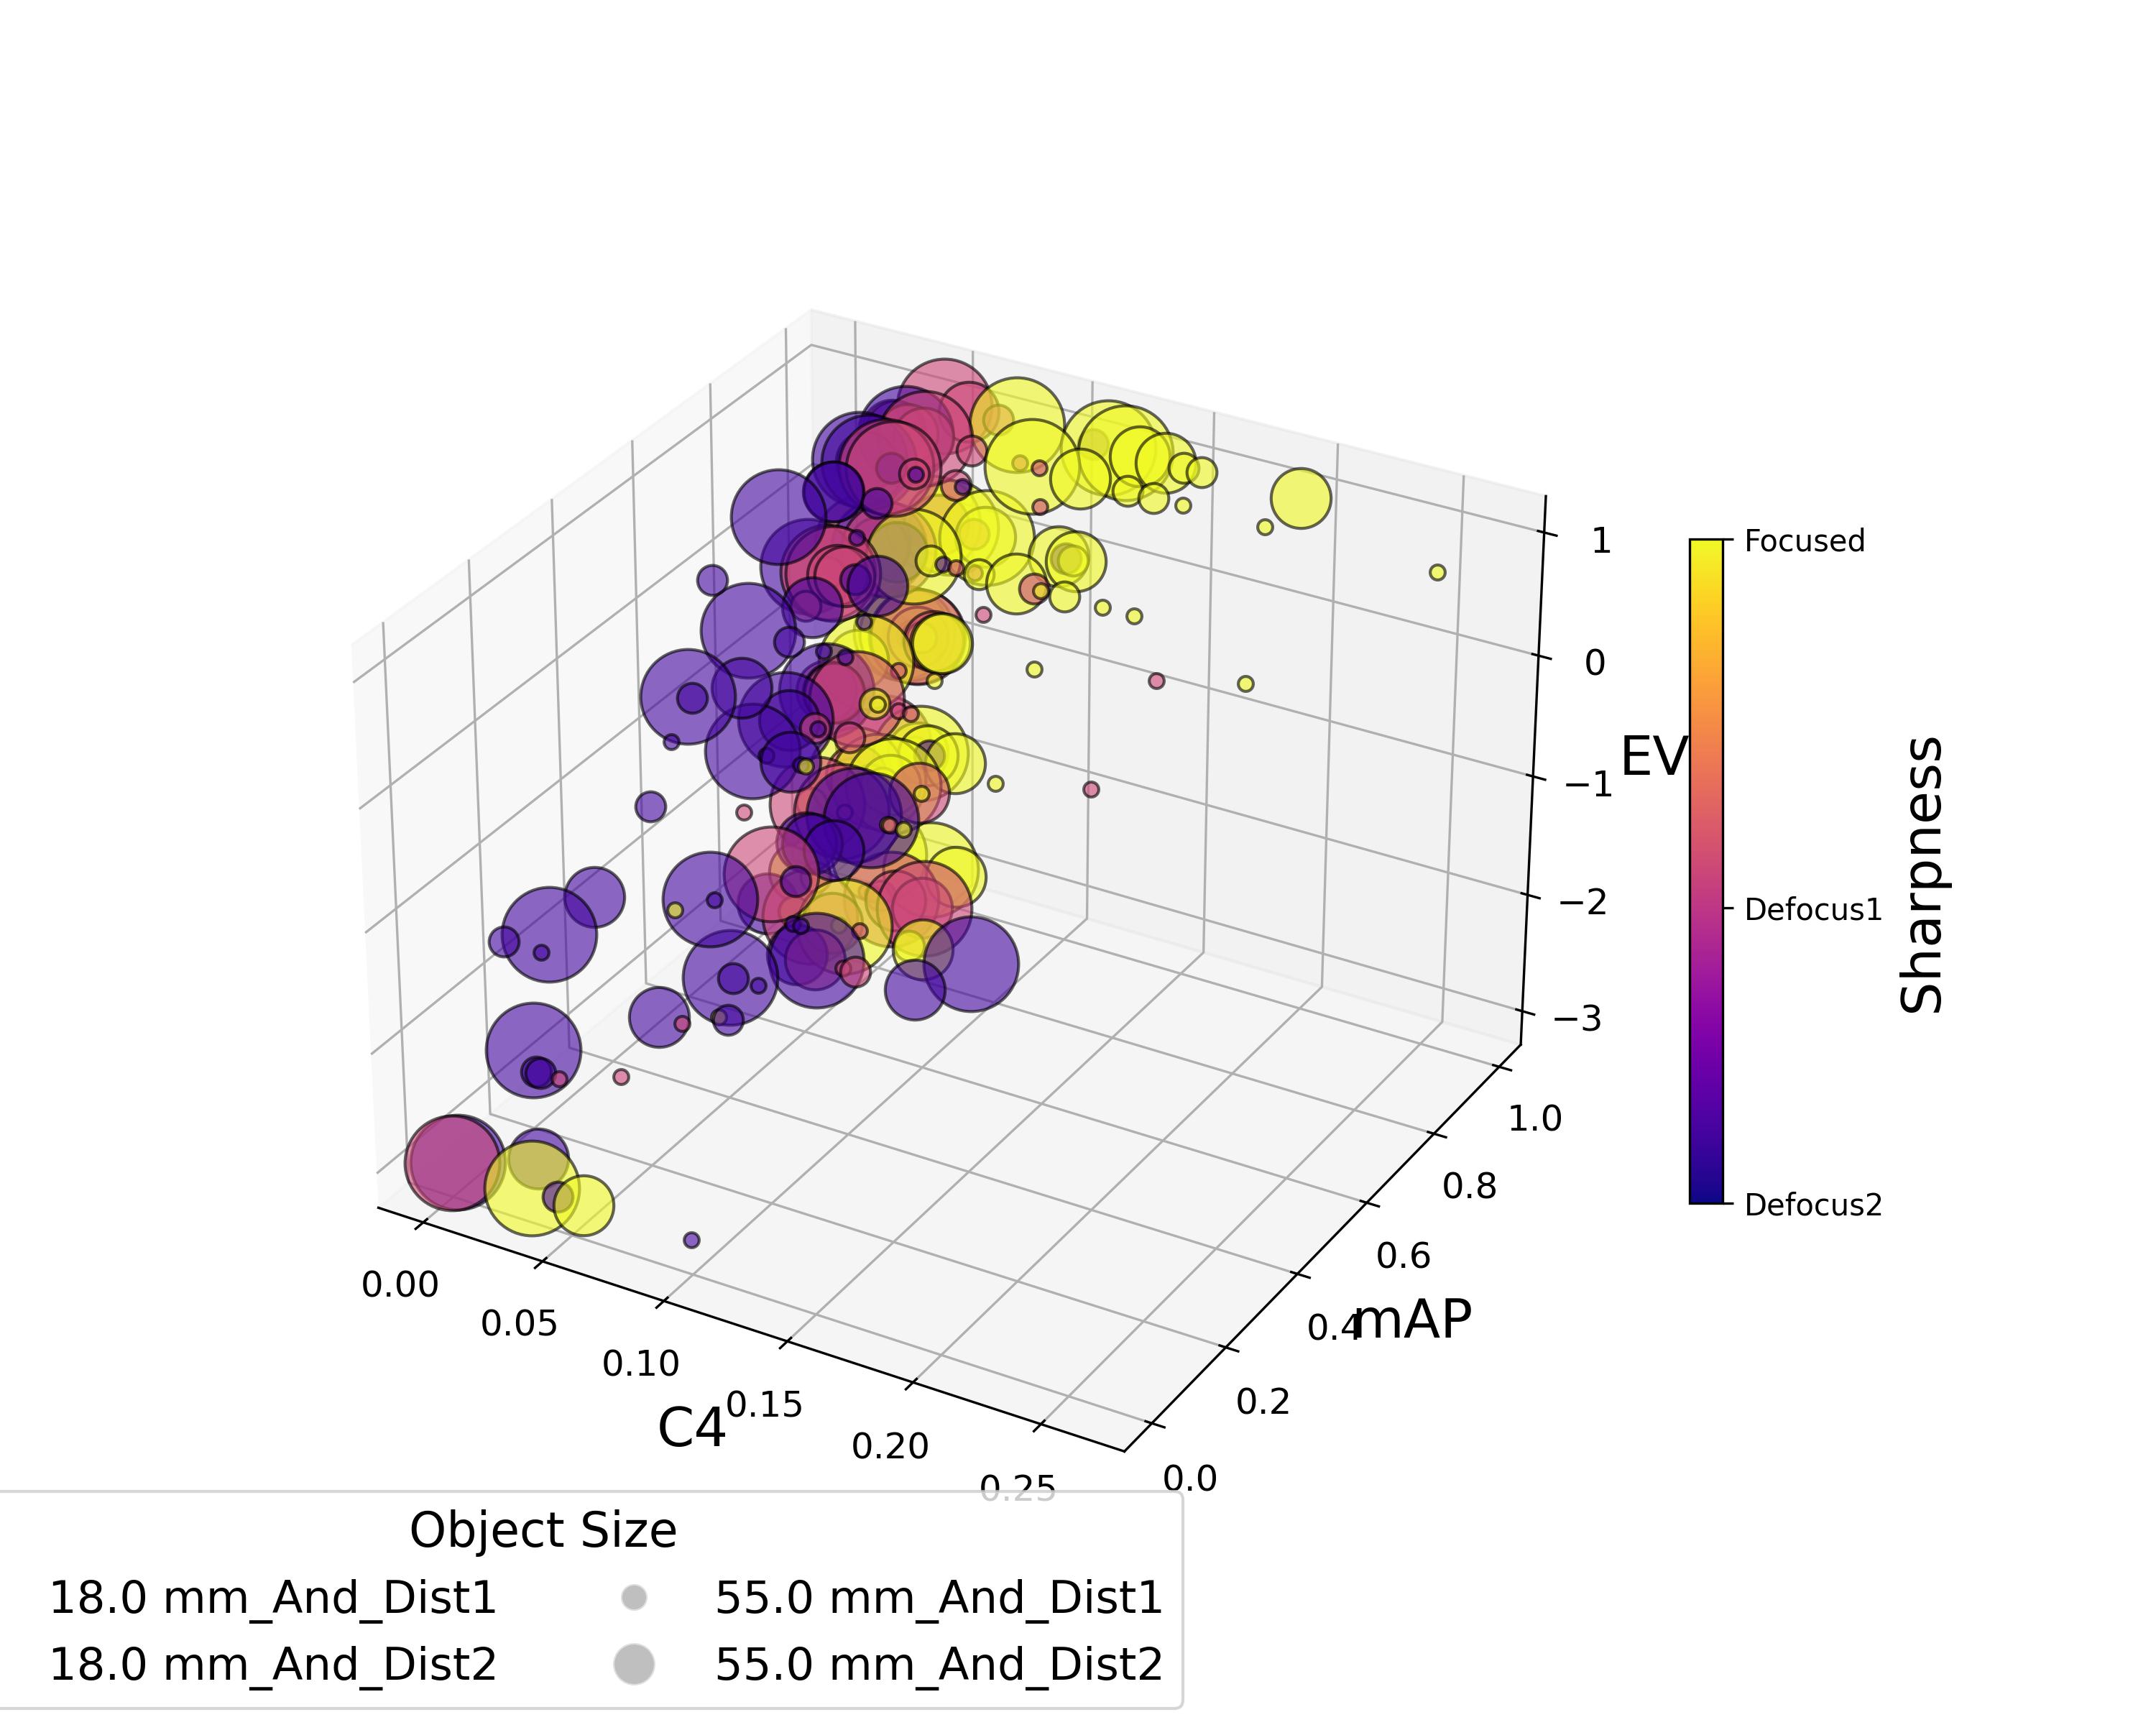 1
0
−1
−2
−3
EV
Focused
Defocus1
Defocus2
Sharpness
1.0
0.8
0.6
0.4
0.2
0.0
mAP
0.00
0.05
0.10
0.15
0.20
0.25
C4
Object Size
18.0 mm_And_Dist1 55.0 mm_And_Dist1
18.0 mm_And_Dist2 55.0 mm_And_Dist2